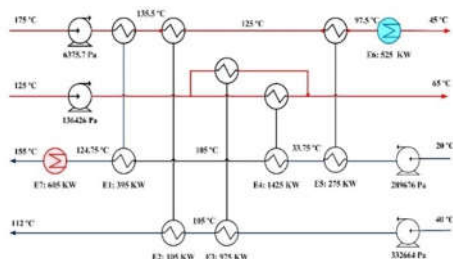 175 °C 135.5 °C 125 °C 97.5 °C 45 °C
6375.7 Pa E6: 525 KW
125 °C 65 °C
136426 Pa
155 °C 124.75 °C 105 °C 33.75 °C 20 °C
E7: 605 KW E1: 395 KW E4: 1425 KW E5: 275 KW 209676 Pa
112 °C 105 °C 40 °C
E2: 105 KW E3: 975 KW 332664 Pa